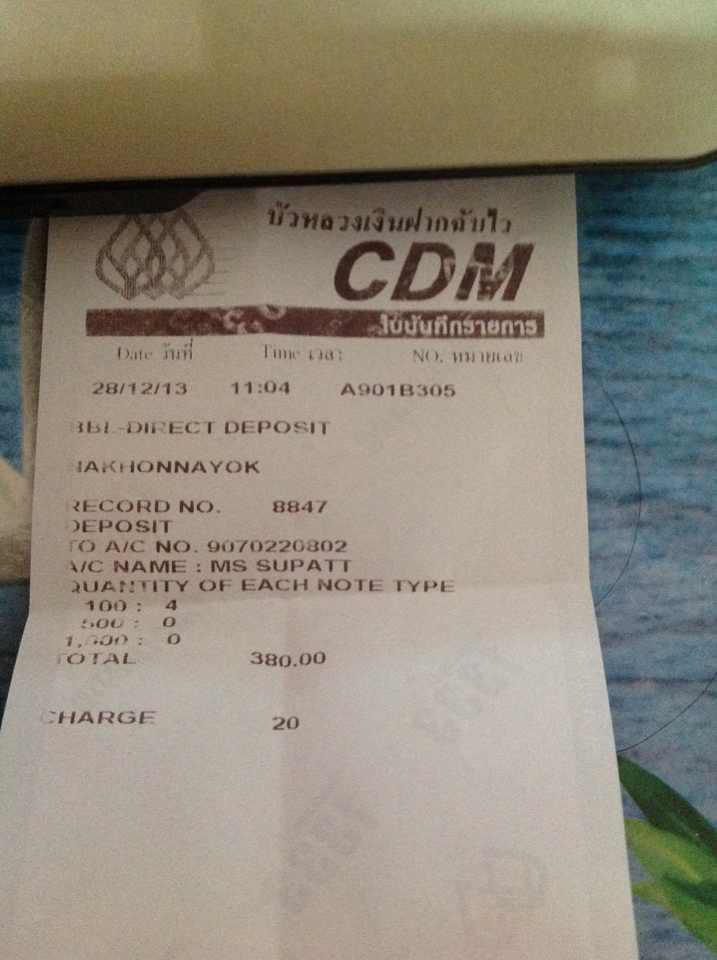 บัวหลวงเงินฝากฉับไว
CDM
ใบบันทึกรายการ
Date วันที่ Time เวลา NO. หมายเลข
28/12/13 11:04 A901B305
BBL-DIRECT DEPOSIT
NAKHONNAYOK
RECORD NO. 8847
DEPOSIT
TO A/C NO. 9070220802
A/C NAME : MS SUPATT
QUANTITY OF EACH NOTE TYPE
100 : 4
500 : 0
1,000 : 0
TOTAL 380.00
CHARGE 20